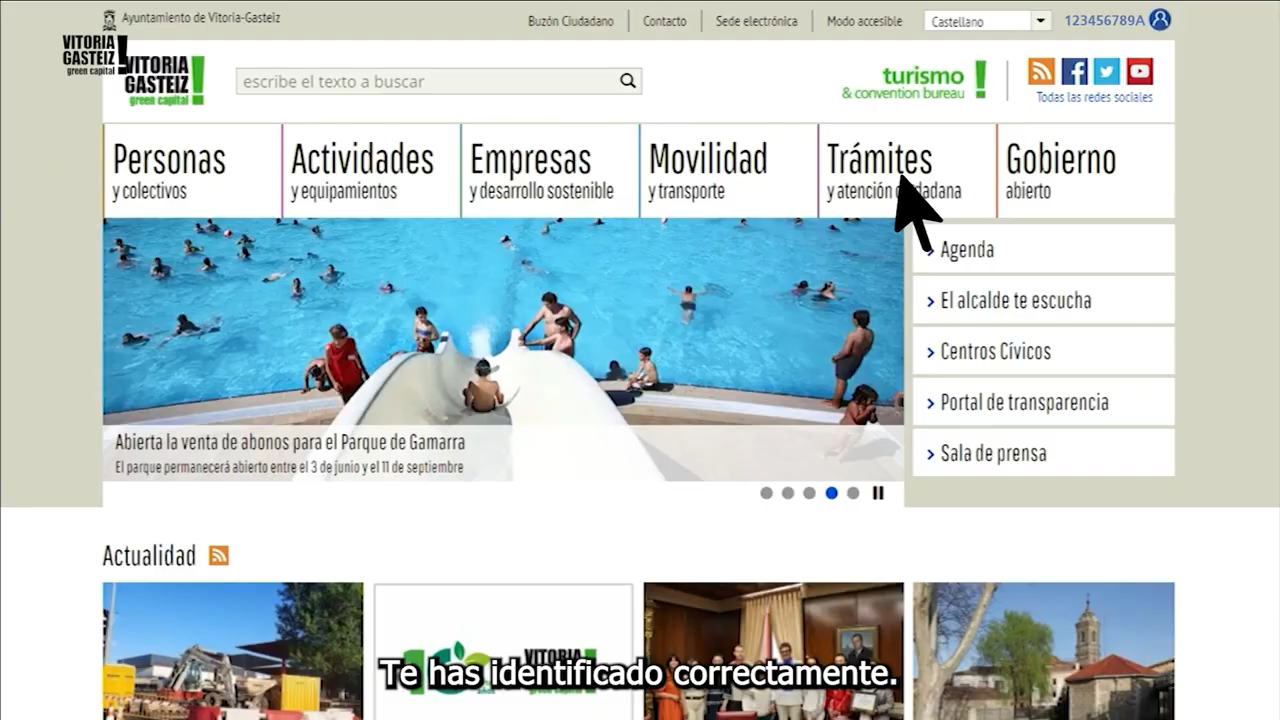 Ayuntamiento de Vitoria-Gasteiz
Buzón Ciudadano
Contacto
Sede electrónica
Modo accesible
Castellano
123456789A
VITORIA
GASTEIZ
green capital
VITORIA
GASTEIZ
green capital
escribe el texto a buscar
turismo
& convention bureau
Todas las redes sociales
Personas
y colectivos
Actividades
y equipamientos
Empresas
y desarrollo sostenible
Movilidad
y transporte
Trámites
y atención ciudadana
Gobierno
abierto
Agenda
El alcalde te escucha
Centros Cívicos
Portal de transparencia
Sala de prensa
Abierta la venta de abonos para el Parque de Gamarra
El parque permanecerá abierto entre el 3 de junio y el 11 de septiembre
Actualidad
VITORIA
Te has identificado correctamente.